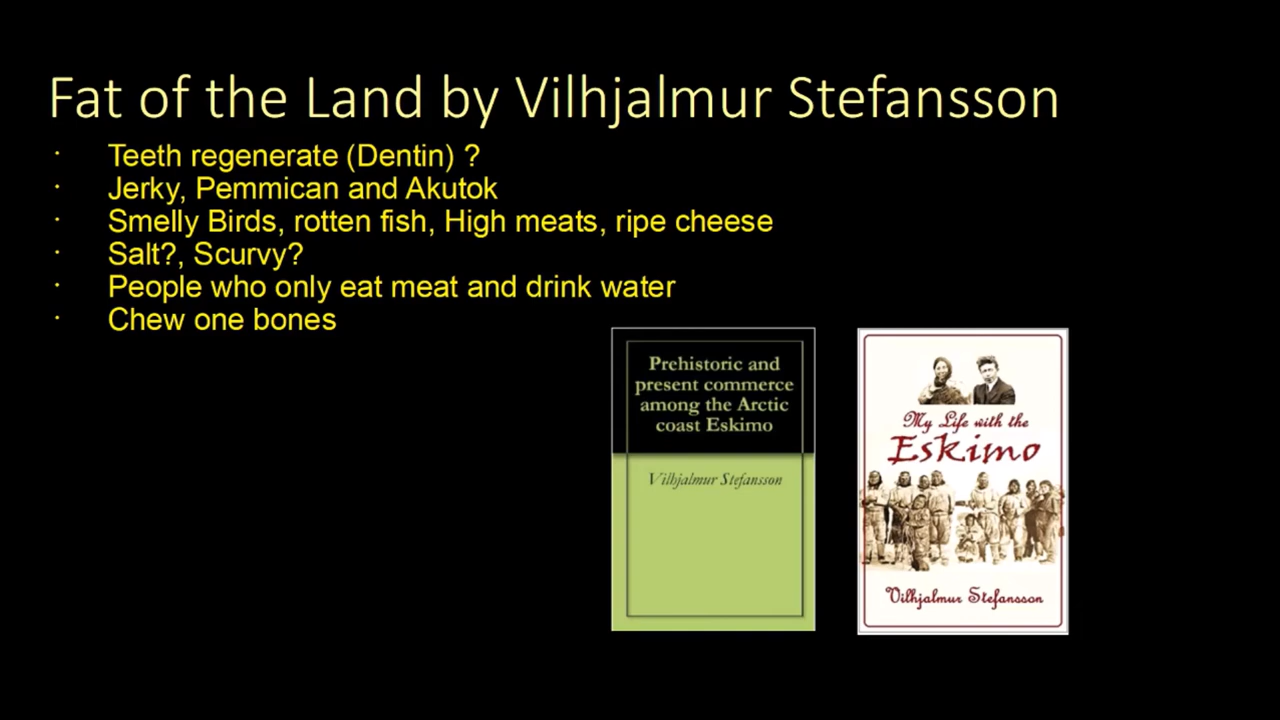 Fat of the Land by Vilhjalmur Stefansson
· Teeth regenerate (Dentin) ?
· Jerky, Pemmican and Akutok
· Smelly Birds, rotten fish, High meats, ripe cheese
· Salt?, Scurvy?
· People who only eat meat and drink water
· Chew one bones
Prehistoric and
present commerce
among the Arctic
coast Eskimo
Vilhjalmur Stefansson
My Life with the
Eskimo
Vilhjalmur Stefansson